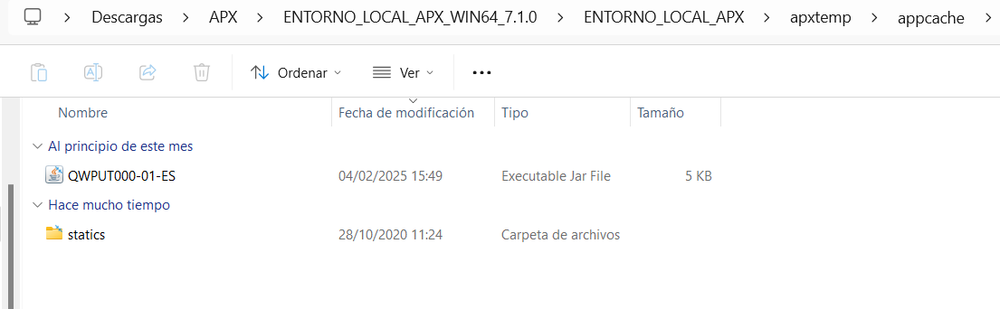 Descargas > APX > ENTORNO_LOCAL_APX_WIN64_7.1.0 > ENTORNO_LOCAL_APX > apxtemp > appcache >
Ordenar Ver ...
Nombre Fecha de modificación Tipo Tamaño
Al principio de este mes
QWPUT000-01-ES 04/02/2025 15:49 Executable Jar File 5 KB
Hace mucho tiempo
statics 28/10/2020 11:24 Carpeta de archivos